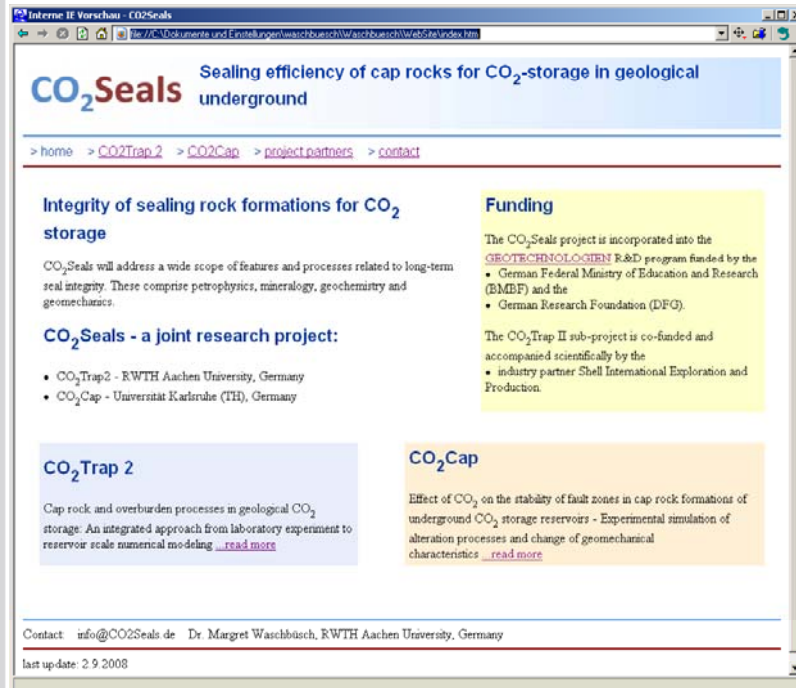 Interne IE Vorschau - CO2Seals
file://C:\Dokumente und Einstellungen\waschbuesch\Waschbuesch\WebSite\index.htm
CO₂Seals
Sealing efficiency of cap rocks for CO₂-storage in geological
underground
> home > CO2Trap 2 > CO2Cap > project partners > contact
Integrity of sealing rock formations for CO₂
storage
CO₂Seals will address a wide scope of features and processes related to long-term
seal integrity. These comprise petrophysics, mineralogy, geochemistry and
geomechanics.
CO₂Seals - a joint research project:
• CO₂Trap2 - RWTH Aachen University, Germany
• CO₂Cap - Universität Karlsruhe (TH), Germany
Funding
The CO₂Seals project is incorporated into the
GEOTECHNOLOGIEN R&D program funded by the
• German Federal Ministry of Education and Research
(BMBF) and the
• German Research Foundation (DFG).
The CO₂Trap II sub-project is co-funded and
accompanied scientifically by the
• industry partner Shell International Exploration and
Production.
CO₂Trap 2
Cap rock and overburden processes in geological CO₂
storage: An integrated approach from laboratory experiment to
reservoir scale numerical modeling ...read more
CO₂Cap
Effect of CO₂ on the stability of fault zones in cap rock formations of
underground CO₂ storage reservoirs - Experimental simulation of
alteration processes and change of geomechanical
characteristics ...read more
Contact: info@CO2Seals.de Dr. Margret Waschbüsch, RWTH Aachen University, Germany
last update: 2.9.2008